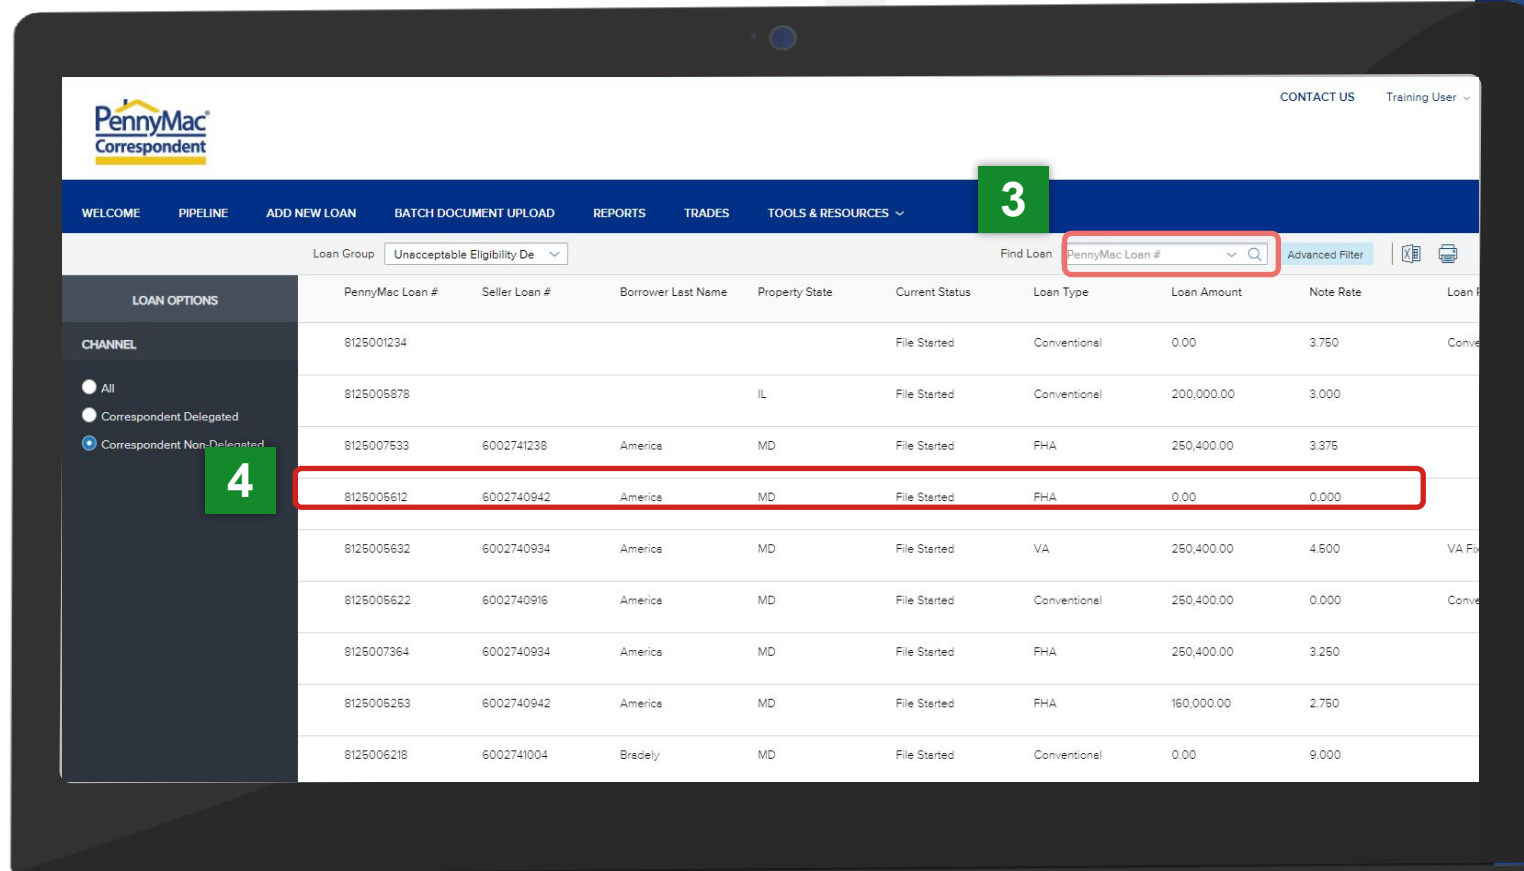 PennyMac
Correspondent
CONTACT US Training User
3
WELCOME PIPELINE ADD NEW LOAN BATCH DOCUMENT UPLOAD REPORTS TRADES TOOLS & RESOURCES
Loan Group Unacceptable Eligibility De Find Loan PennyMac Loan # Advanced Filter
LOAN OPTIONS
PennyMac Loan # Seller Loan # Borrower Last Name Property State Current Status Loan Type Loan Amount Note Rate Loan
CHANNEL
All
Correspondent Delegated
Correspondent Non-Delegated
4
8125001234 File Started Conventional 0.00 3.750 Conve
8125005878 IL File Started Conventional 200,000.00 3.000
8125007533 6002741238 America MD File Started FHA 250,400.00 3.375
8125005612 6002740942 America MD File Started FHA 0.00 0.000
8125005632 6002740934 America MD File Started VA 250,400.00 4.500 VA Fi
8125005622 6002740916 America MD File Started Conventional 250,400.00 0.000 Conve
8125007364 6002740934 America MD File Started FHA 250,400.00 3.250
8125005253 6002740942 America MD File Started FHA 160,000.00 2.750
8125006218 6002741004 Bradely MD File Started Conventional 0.00 9.000